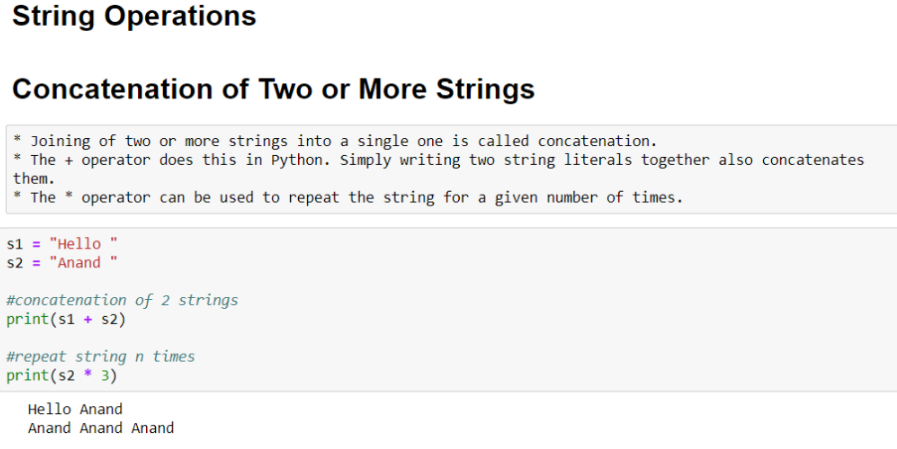 String Operations
Concatenation of Two or More Strings
* Joining of two or more strings into a single one is called concatenation.
* The + operator does this in Python. Simply writing two string literals together also concatenates
them.
* The * operator can be used to repeat the string for a given number of times.
s1 = "Hello "
s2 = "Anand "
#concatenation of 2 strings
print(s1 + s2)
#repeat string n times
print(s2 * 3)
Hello Anand
Anand Anand Anand